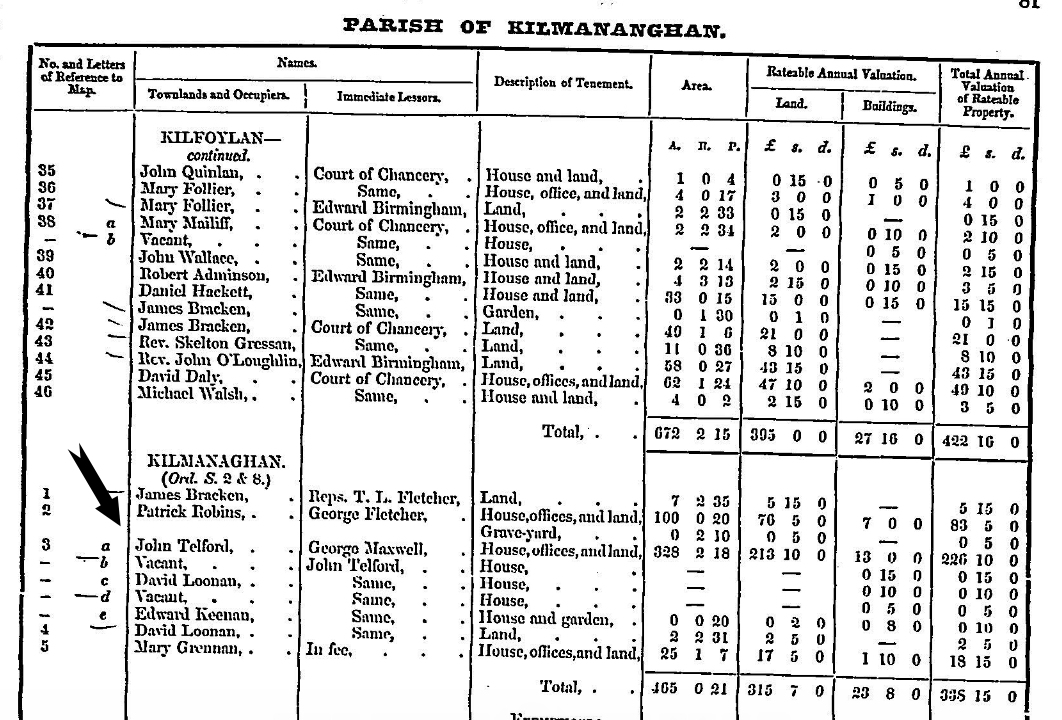 81
PARISH OF KILMANANGHAN.
No. and Letters of Reference to Map. | Names. | Description of Tenement. | Area. | Rateable Annual Valuation. | Total Annual Valuation of Rateable Property.
Townlands and Occupiers. | Immediate Lessors. | Land. | Buildings.
KILFOYLAN—
continued.
A. R. P. | £ s. d. | £ s. d. | £ s. d.
35 John Quinlan, . . Court of Chancery, . House and land, . 1 0 4 0 15 0 0 5 0 1 0 0
36 Mary Follier, . . Same, . . House, office, and land, 4 0 17 3 0 0 1 0 0 4 0 0
37 Mary Follier, . . Edward Birmingham, Land, . . . 2 2 33 0 15 0 — 0 15 0
38 a Mary Mailiff, . . Court of Chancery, . House, office, and land, 2 2 34 2 0 0 0 10 0 2 10 0
— b Vacant, . . . Same, . . House, . . . — — 0 5 0 0 5 0
39 John Wallace, . . Same, . . House and land, . 2 2 14 2 0 0 0 15 0 2 15 0
40 Robert Adminson, . Edward Birmingham, House and land, . 4 3 13 2 15 0 0 10 0 3 5 0
41 Daniel Hackett, . Same, . . House and land, . 33 0 15 15 0 0 0 15 0 15 15 0
— James Bracken, . Same, . . Garden, . . . 0 1 30 0 1 0 — 0 1 0
42 James Bracken, . Court of Chancery, . Land, . . . 40 1 6 21 0 0 — 21 0 0
43 Rev. Skelton Gressan, Same, . . Land, . . . 11 0 36 8 10 0 — 8 10 0
44 Rev. John O'Loughlin, Edward Birmingham, Land, . . . 58 0 27 43 15 0 — 43 15 0
45 David Daly, . . Court of Chancery, . House, offices, and land, 62 1 24 47 10 0 2 0 0 49 10 0
46 Michael Walsh, . . Same, . . House and land, . 4 0 2 2 15 0 0 10 0 3 5 0
Total, . . 672 2 15 395 0 0 27 16 0 422 16 0
KILMANAGHAN.
(Ord. S. 2 & 8.)
1 James Bracken, . Reps. T. L. Fletcher, Land, . . . 7 2 35 5 15 0 — 5 15 0
2 Patrick Robins, . . George Fletcher, . House, offices, and land, 100 0 20 76 5 0 7 0 0 83 5 0
Grave-yard, . . 0 2 10 0 5 0 — 0 5 0
3 a John Telford, . . George Maxwell, . House, offices, and land, 328 2 18 213 10 0 13 0 0 226 10 0
— b Vacant, . . . John Telford, . . House, . . . — — 0 15 0 0 15 0
— c David Loonan, . . Same, . . House, . . . — — 0 10 0 0 10 0
— d Vacant, . . . Same, . . House, . . . — — 0 5 0 0 5 0
— e Edward Keenan, . Same, . . House and garden, . 0 0 20 0 2 0 0 8 0 0 10 0
4 David Loonan, . . Same, . . Land, . . . 2 2 31 2 5 0 — 2 5 0
5 Mary Grennan, . . In fee, . . . House, offices, and land, 25 1 7 17 5 0 1 10 0 18 15 0
Total, . . 465 0 21 315 7 0 23 8 0 338 15 0